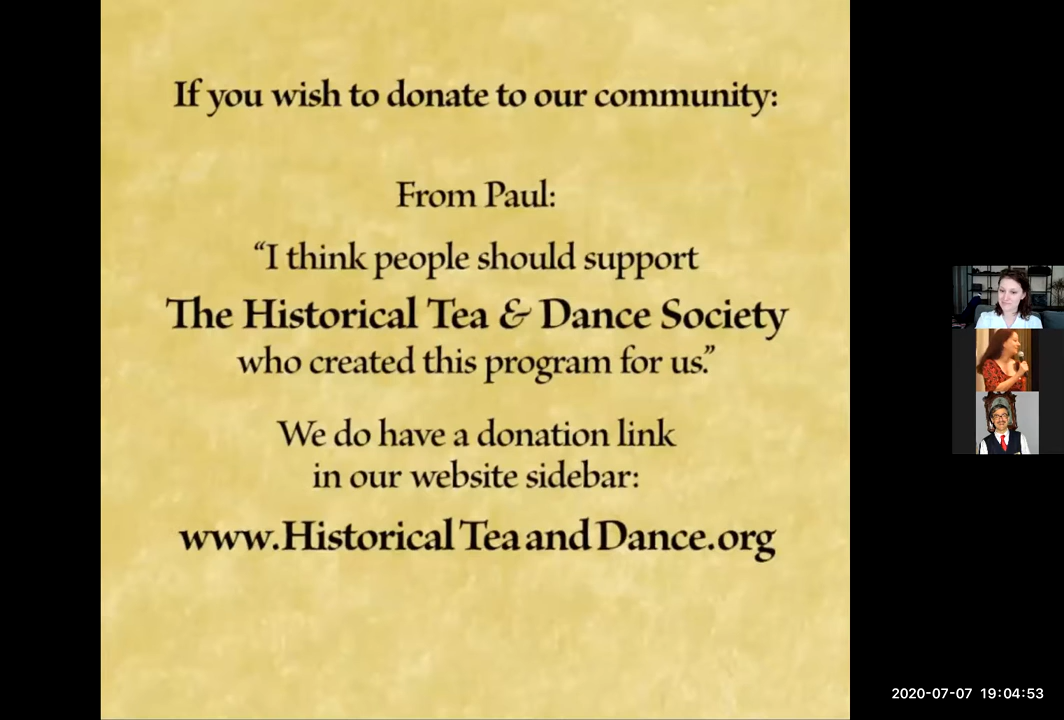 If you wish to donate to our community:
From Paul:
“I think people should support
The Historical Tea & Dance Society
who created this program for us.”
We do have a donation link
in our website sidebar:
www.HistoricalTeaandDance.org
2020-07-07 19:04:53